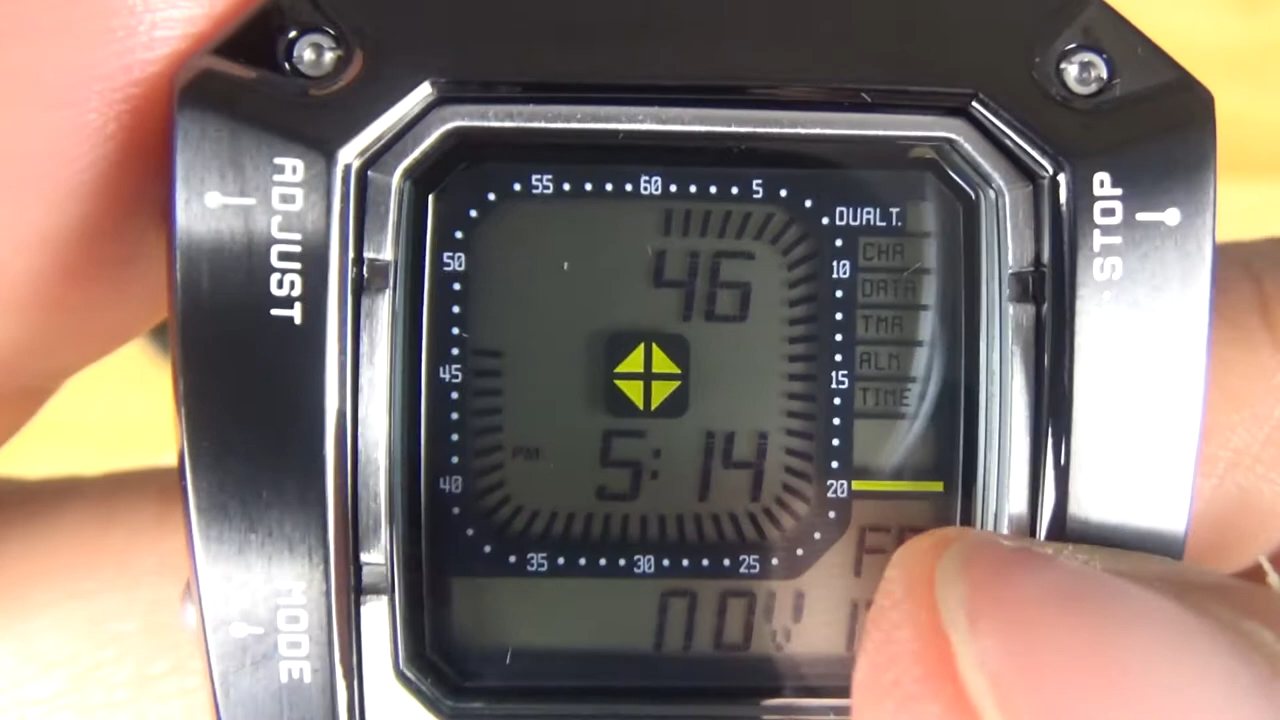 ADJUST
STOP
MODE
55 60 5
50
45
40
35 30 25
10
15
20
DUALT.
CHR
DATA
TMR
ALM
TIME
46
PM 5:14
NOV